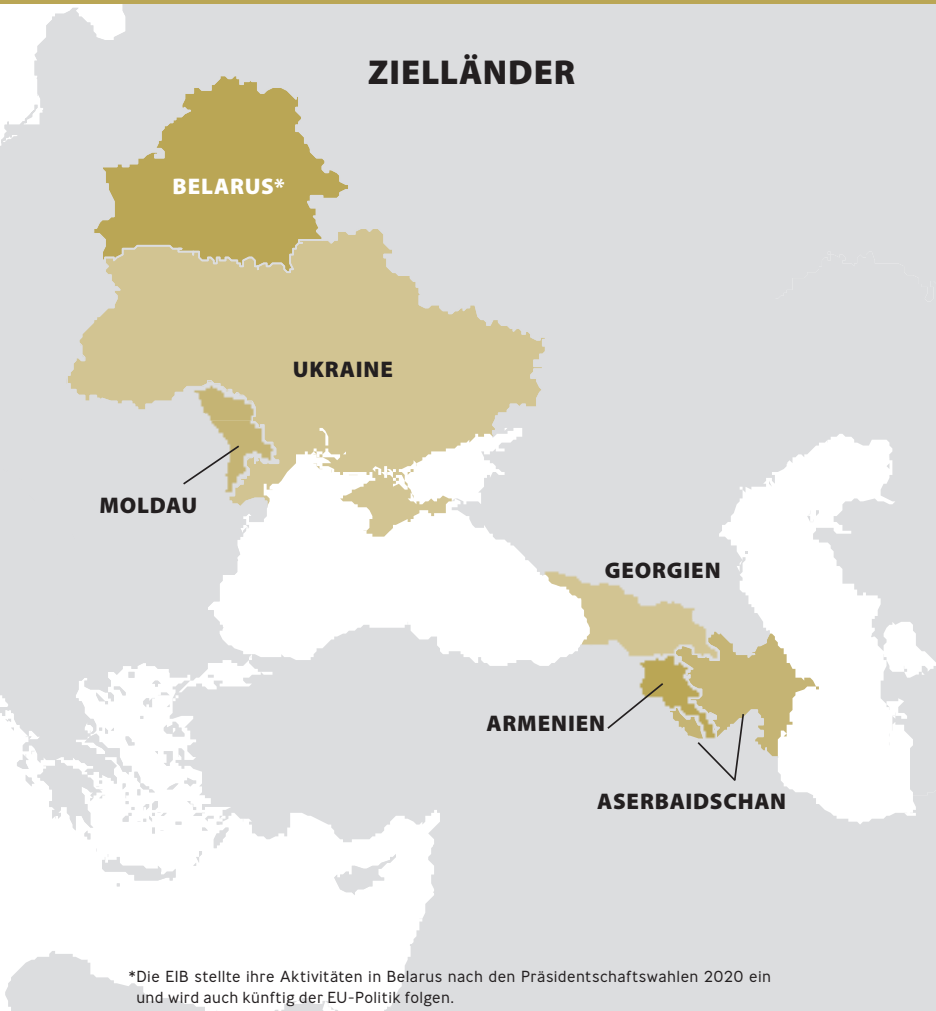 ZIELLÄNDER
BELARUS*
UKRAINE
MOLDAU
GEORGIEN
ARMENIEN
ASERBAIDSCHAN
*Die EIB stellte ihre Aktivitäten in Belarus nach den Präsidentschaftswahlen 2020 ein
und wird auch künftig der EU-Politik folgen.